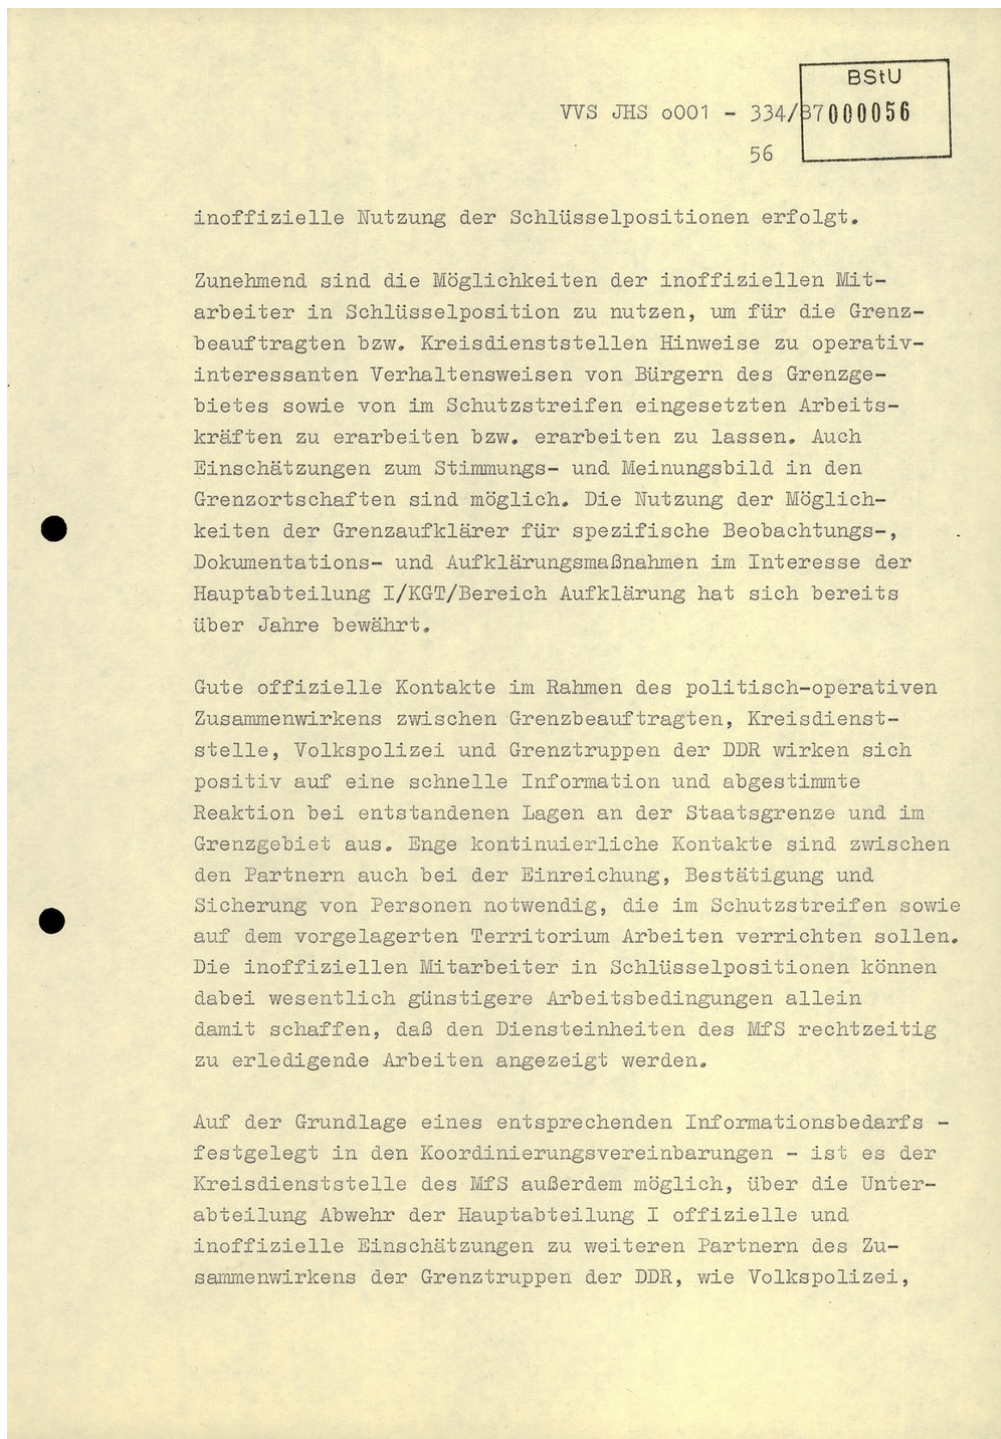 BStU
VVS JHS o001 - 334/87 000056
56
inoffizielle Nutzung der Schlüsselpositionen erfolgt.
Zunehmend sind die Möglichkeiten der inoffiziellen Mit-
arbeiter in Schlüsselposition zu nutzen, um für die Grenz-
beauftragten bzw. Kreisdienststellen Hinweise zu operativ-
interessanten Verhaltensweisen von Bürgern des Grenzge-
bietes sowie von im Schutzstreifen eingesetzten Arbeits-
kräften zu erarbeiten bzw. erarbeiten zu lassen. Auch
Einschätzungen zum Stimmungs- und Meinungsbild in den
Grenzortschaften sind möglich. Die Nutzung der Möglich-
keiten der Grenzaufklärer für spezifische Beobachtungs-,
Dokumentations- und Aufklärungsmaßnahmen im Interesse der
Hauptabteilung I/KGT/Bereich Aufklärung hat sich bereits
über Jahre bewährt.
Gute offizielle Kontakte im Rahmen des politisch-operativen
Zusammenwirkens zwischen Grenzbeauftragten, Kreisdienst-
stelle, Volkspolizei und Grenztruppen der DDR wirken sich
positiv auf eine schnelle Information und abgestimmte
Reaktion bei entstandenen Lagen an der Staatsgrenze und im
Grenzgebiet aus. Enge kontinuierliche Kontakte sind zwischen
den Partnern auch bei der Einreichung, Bestätigung und
Sicherung von Personen notwendig, die im Schutzstreifen sowie
auf dem vorgelagerten Territorium Arbeiten verrichten sollen.
Die inoffiziellen Mitarbeiter in Schlüsselpositionen können
dabei wesentlich günstigere Arbeitsbedingungen allein
damit schaffen, daß den Diensteinheiten des MfS rechtzeitig
zu erledigende Arbeiten angezeigt werden.
Auf der Grundlage eines entsprechenden Informationsbedarfs -
festgelegt in den Koordinierungsvereinbarungen - ist es der
Kreisdienststelle des MfS außerdem möglich, über die Unter-
abteilung Abwehr der Hauptabteilung I offizielle und
inoffizielle Einschätzungen zu weiteren Partnern des Zu-
sammenwirkens der Grenztruppen der DDR, wie Volkspolizei,